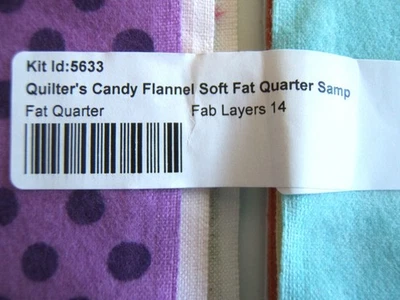 Kit Id:5633
Quilter's Candy Flannel Soft Fat Quarter Samp
Fat Quarter Fab Layers 14